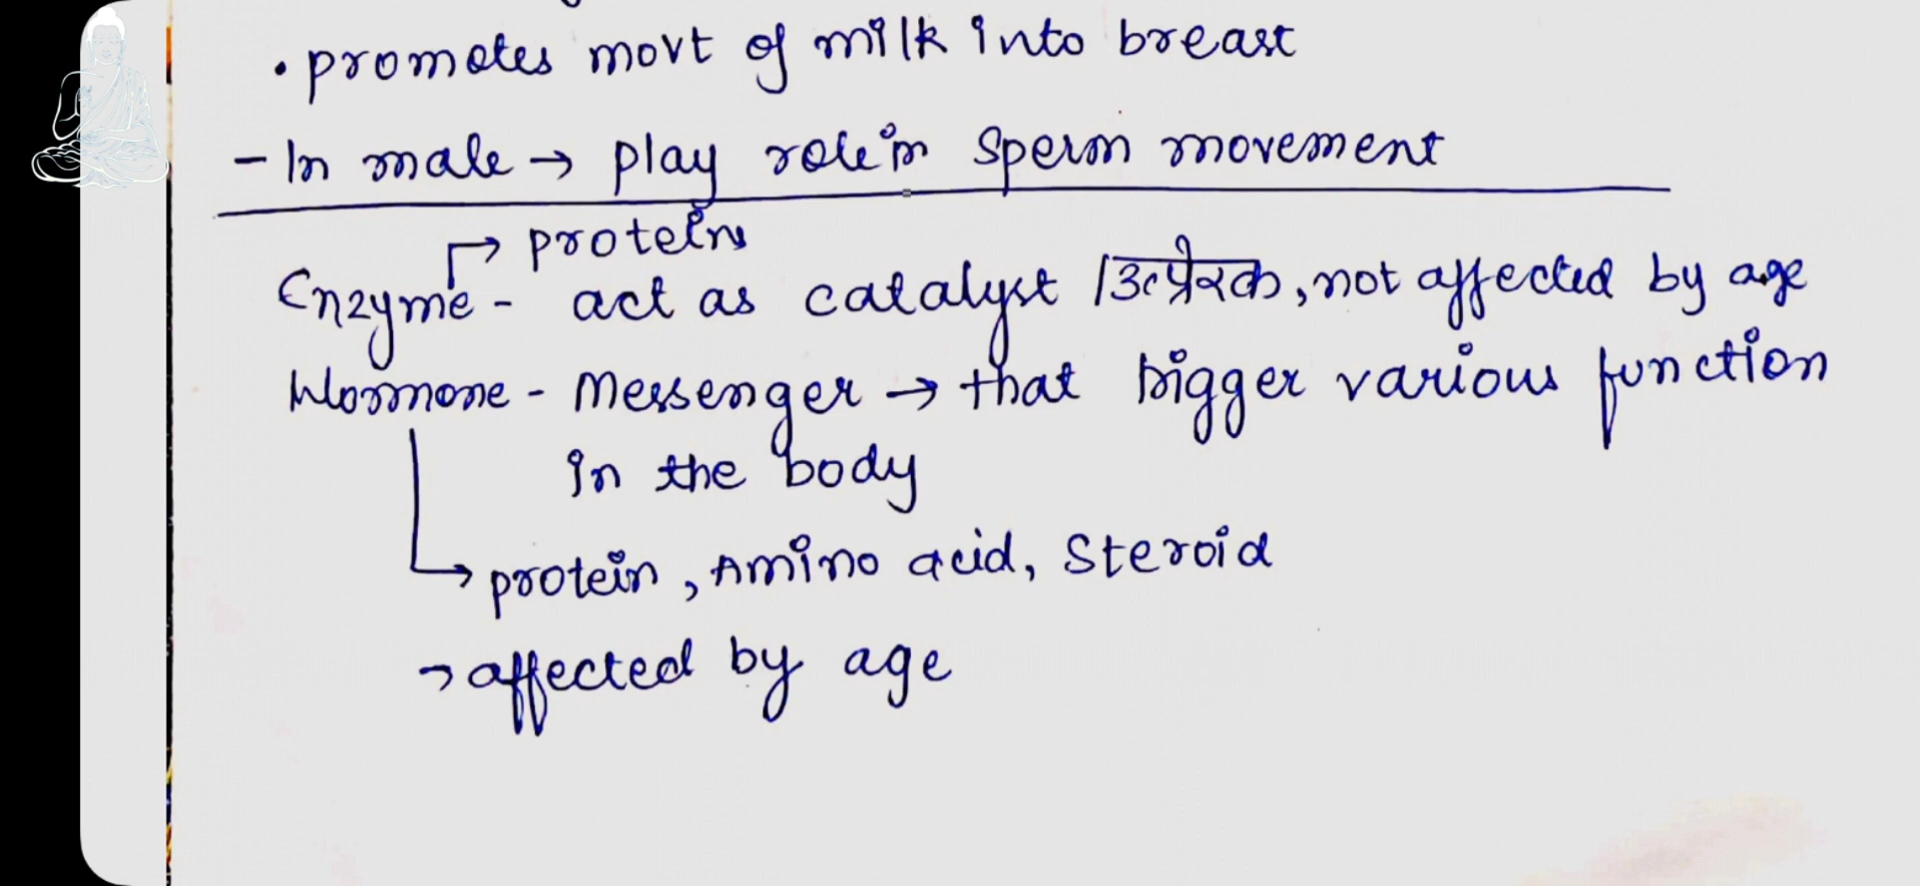 • promotes movt of milk into breast
- In male → play role in sperm movement
→ proteins
Enzyme - act as catalyst / उत्प्रेरक, not affected by age
Hormone - Messenger → that trigger various function
in the body
→ protein, Amino acid, Steroid
→ affected by age